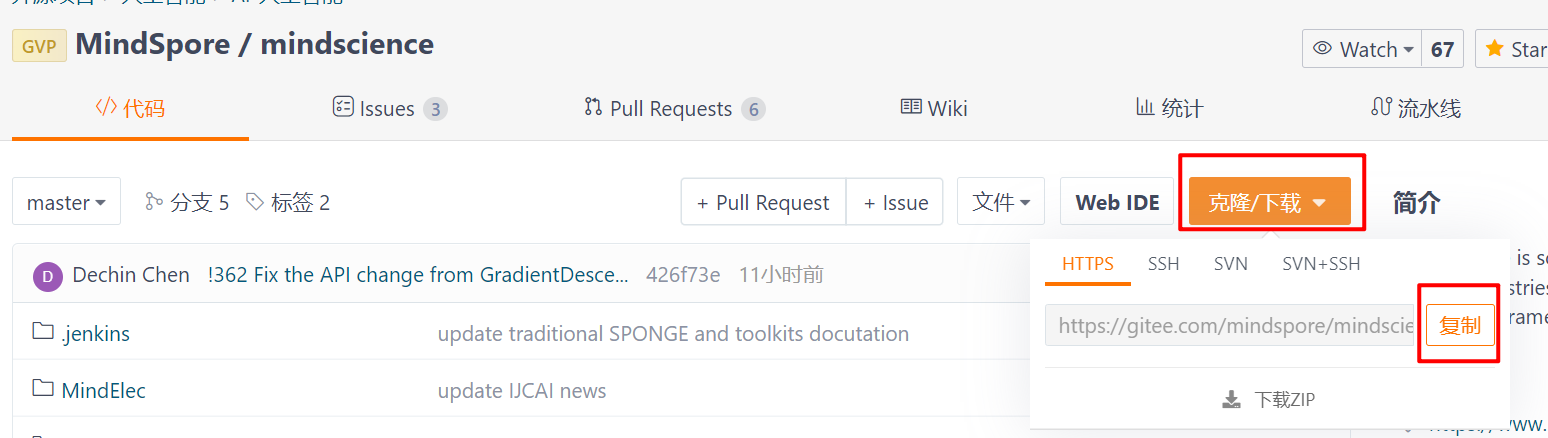 GVP MindSpore / mindscience
Watch 67 Star
代码 Issues 3 Pull Requests 6 Wiki 统计 流水线
master 分支 5 标签 2 + Pull Request + Issue 文件 Web IDE 克隆/下载 简介
D Dechin Chen !362 Fix the API change from GradientDesce... 426f73e 11小时前
HTTPS SSH SVN SVN+SSH
.jenkins update traditional SPONGE and toolkits docutation
https://gitee.com/mindspore/mindscie 复制
MindElec update IJCAI news
下载ZIP